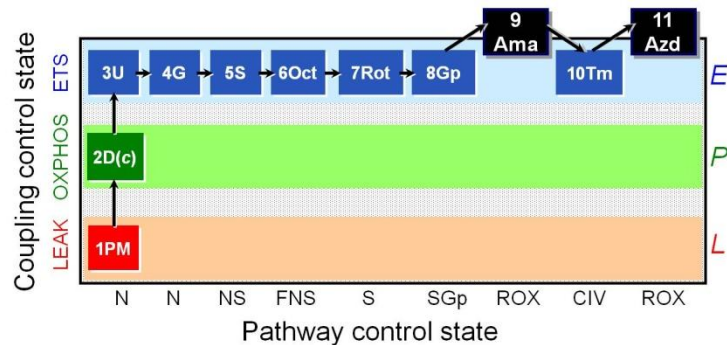 9
Ama
11
Azd
Coupling control state
ETS
3U
4G
5S
6Oct
7Rot
8Gp
10Tm
E
OXPHOS
2D(c)
P
LEAK
1PM
L
N N NS FNS S SGp ROX CIV ROX
Pathway control state